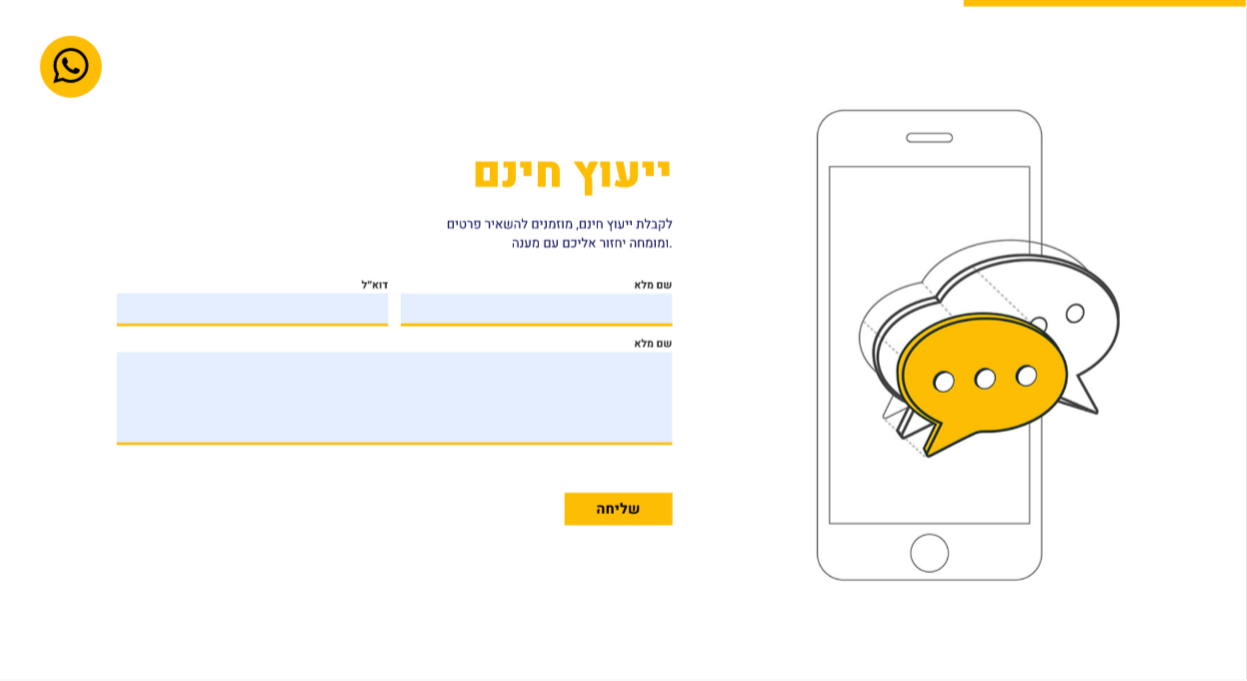 ייעוץ חינם
לקבלת ייעוץ חינם, מוזמנים להשאיר פרטים
ומומחה יחזור אליכם עם מענה.
שם מלא
דוא״ל
שם מלא
שליחה